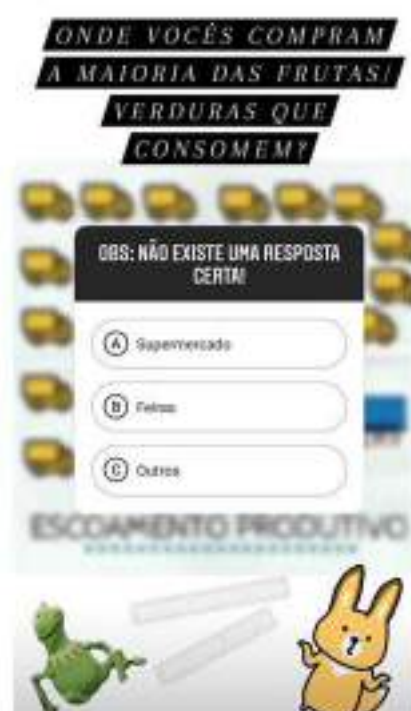 ONDE VOCÊS COMPRAM
A MAIORIA DAS FRUTAS/
VERDURAS QUE
CONSOMEM?
OBS: NÃO EXISTE UMA RESPOSTA
CERTA!
A Supermercado
B Feiras
C Outros
ESCOAMENTO PRODUTIVO